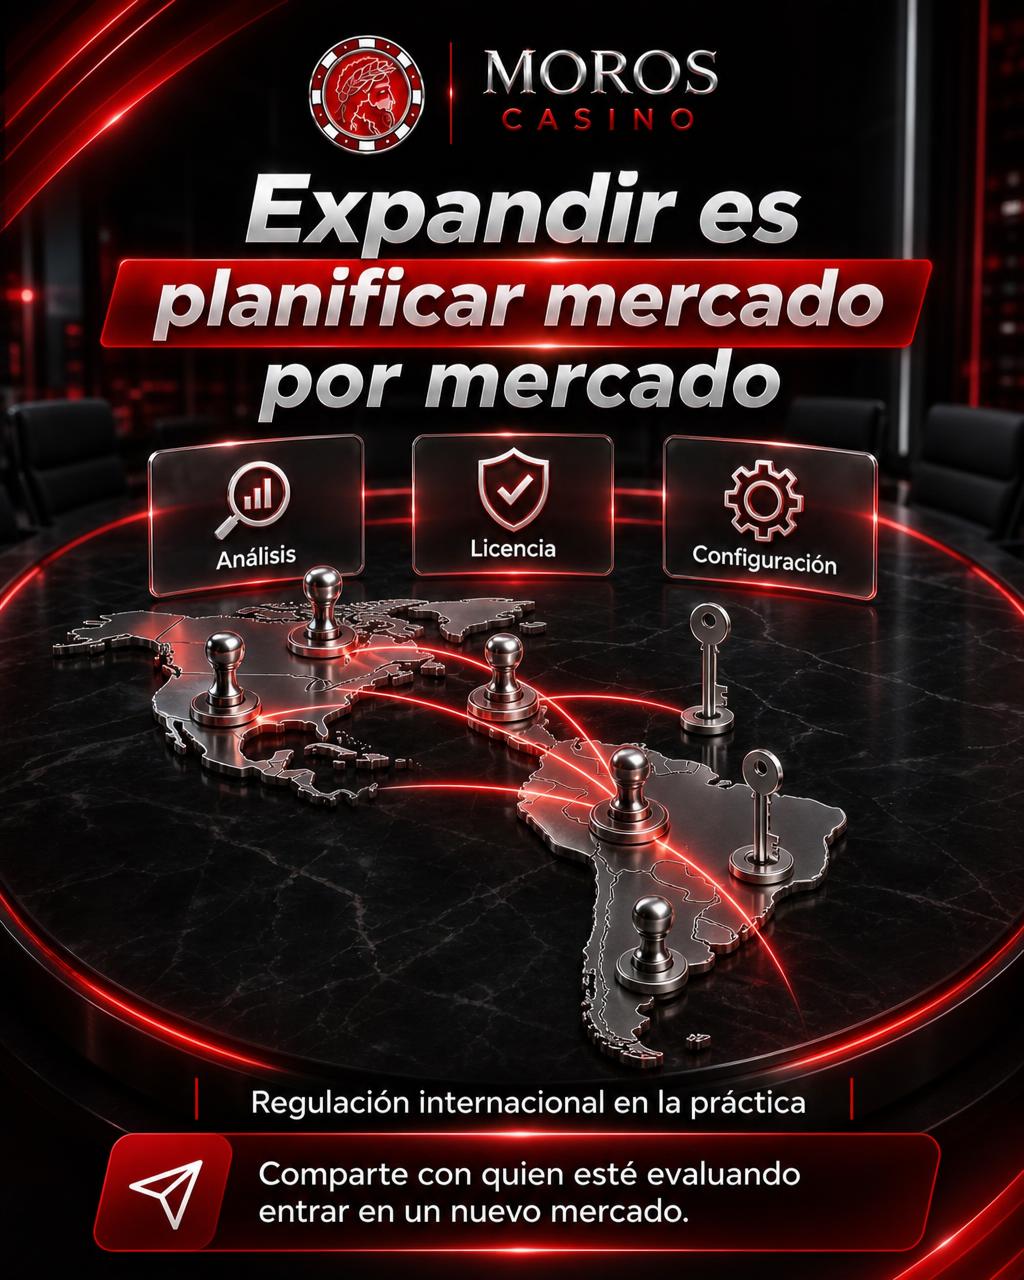 MOROS
CASINO
Expandir es
planificar mercado
por mercado
Análisis
Licencia
Configuración
Regulación internacional en la práctica
Comparte con quien esté evaluando
entrar en un nuevo mercado.